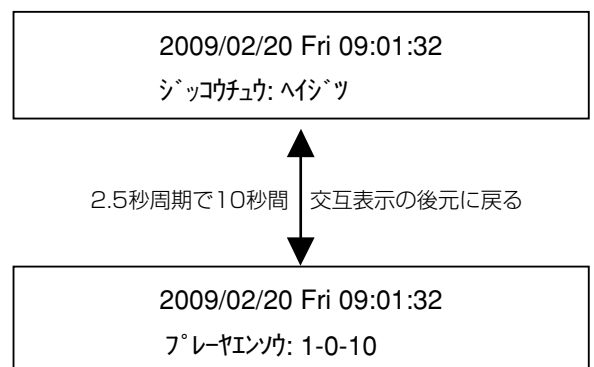 2009/02/20 Fri 09:01:32
ｼﾞｯｺｳﾁｭｳ: ﾍｲｼﾞﾂ
2.5秒周期で10秒間 交互表示の後元に戻る
2009/02/20 Fri 09:01:32
ﾌﾟﾚｰﾔｴﾝｿｳ: 1-0-10